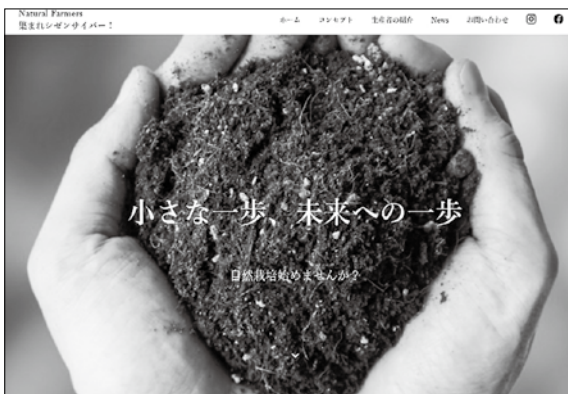 Natural Farmers
集まれシゼンサイバー！
ホーム コンセプト 生産者の紹介 News お問い合わせ
小さな一歩、未来への一歩
自然栽培始めませんか？